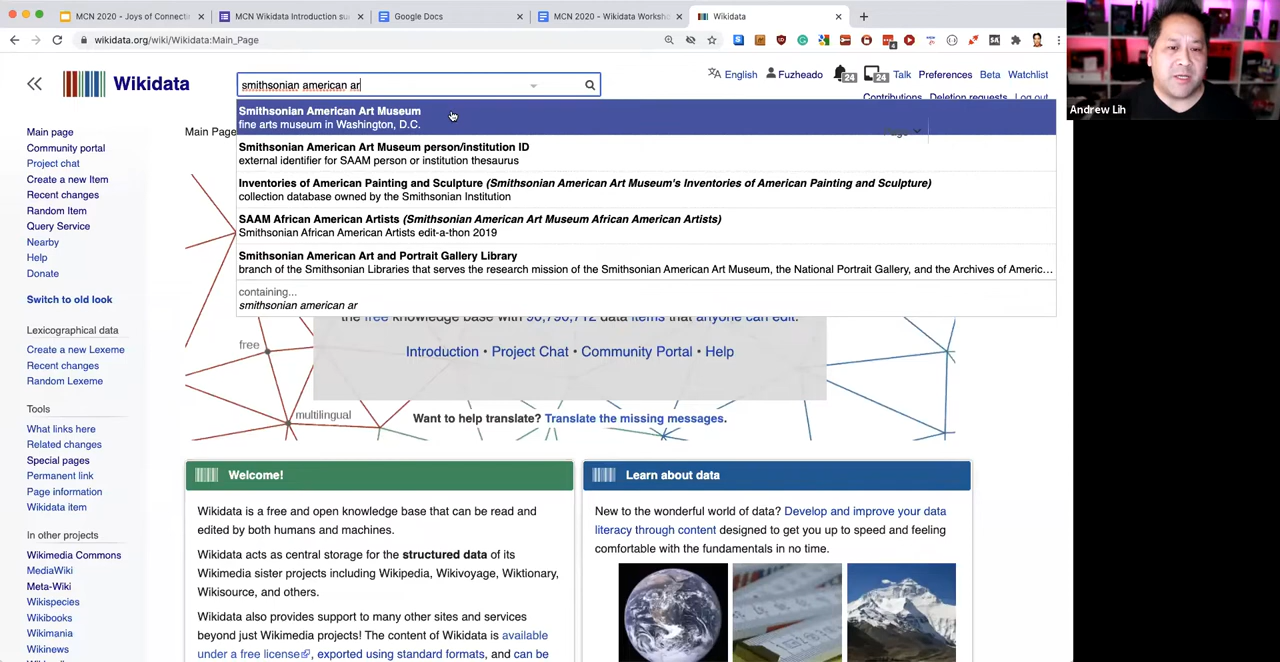 MCN 2020 - Joys of Connecti
MCN Wikidata Introduction su
Google Docs
MCN 2020 - Wikidata Worksh
Wikidata
wikidata.org/wiki/Wikidata:Main_Page
Andrew Lih
Wikidata
smithsonian american ar
English
Fuzheado
24
24
Talk
Preferences
Beta
Watchlist
Contributions
Deletion requests
Log out
Smithsonian American Art Museum
fine arts museum in Washington, D.C.
Smithsonian American Art Museum person/institution ID
external identifier for SAAM person or institution thesaurus
Inventories of American Painting and Sculpture (Smithsonian American Art Museum's Inventories of American Painting and Sculpture)
collection database owned by the Smithsonian Institution
SAAM African American Artists (Smithsonian American Art Museum African American Artists)
Smithsonian African American Artists edit-a-thon 2019
Smithsonian American Art and Portrait Gallery Library
branch of the Smithsonian Libraries that serves the research mission of the Smithsonian American Art Museum, the National Portrait Gallery, and the Archives of Americ…
containing...
smithsonian american ar
Main Page
Main page
Community portal
Project chat
Create a new Item
Recent changes
Random Item
Query Service
Nearby
Help
Donate
Switch to old look
Lexicographical data
Create a new Lexeme
Recent changes
Random Lexeme
Tools
What links here
Related changes
Special pages
Permanent link
Page information
Wikidata item
In other projects
Wikimedia Commons
MediaWiki
Meta-Wiki
Wikispecies
Wikibooks
Wikimania
Wikinews
the free knowledge base with 90,790,712 data items that anyone can edit.
Introduction • Project Chat • Community Portal • Help
free
multilingual
Want to help translate? Translate the missing messages.
Welcome!
Wikidata is a free and open knowledge base that can be read and
edited by both humans and machines.
Wikidata acts as central storage for the structured data of its
Wikimedia sister projects including Wikipedia, Wikivoyage, Wiktionary,
Wikisource, and others.
Wikidata also provides support to many other sites and services
beyond just Wikimedia projects! The content of Wikidata is available
under a free license, exported using standard formats, and can be
Learn about data
New to the wonderful world of data? Develop and improve your data
literacy through content designed to get you up to speed and feeling
comfortable with the fundamentals in no time.